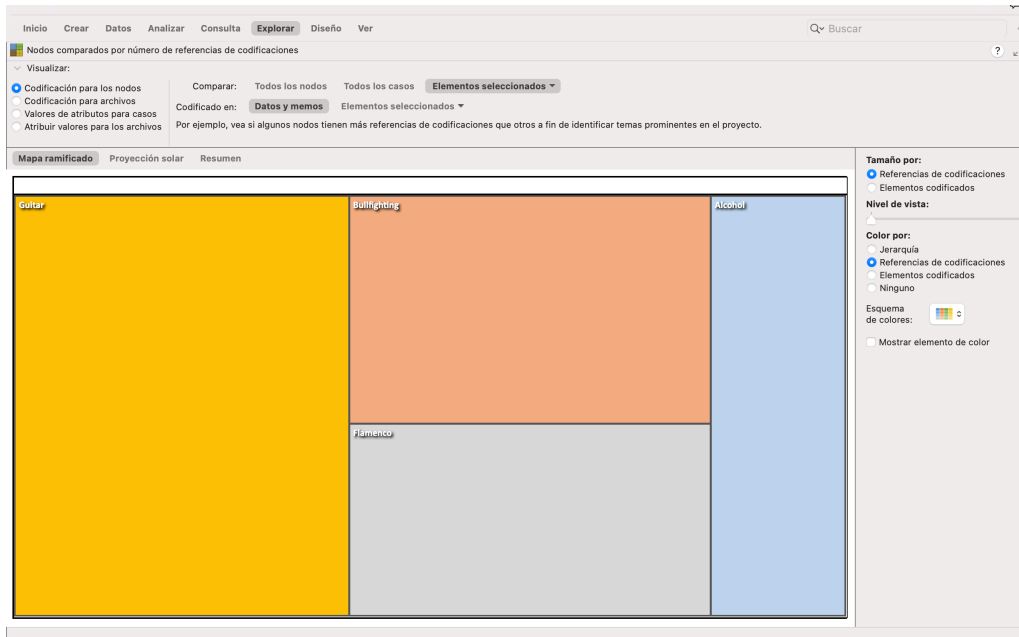 Inicio Crear Datos Analizar Consulta Explorar Diseño Ver Buscar
Nodos comparados por número de referencias de codificaciones ?
Visualizar:
Codificación para los nodos
Codificación para archivos
Valores de atributos para casos
Atribuir valores para los archivos
Comparar: Todos los nodos Todos los casos Elementos seleccionados
Codificado en: Datos y memos Elementos seleccionados
Por ejemplo, vea si algunos nodos tienen más referencias de codificaciones que otros a fin de identificar temas prominentes en el proyecto.
Mapa ramificado Proyección solar Resumen
Guitar
Bullfighting
Alcohol
Flamenco
Tamaño por:
Referencias de codificaciones
Elementos codificados
Nivel de vista:
Color por:
Jerarquía
Referencias de codificaciones
Elementos codificados
Ninguno
Esquema
de colores:
Mostrar elemento de color